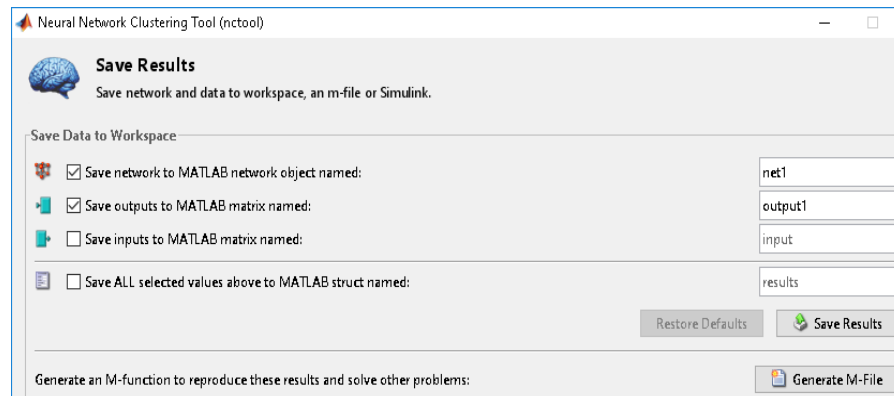 Neural Network Clustering Tool (nctool)
Save Results
Save network and data to workspace, an m-file or Simulink.
Save Data to Workspace
Save network to MATLAB network object named: net1
Save outputs to MATLAB matrix named: output1
Save inputs to MATLAB matrix named: input
Save ALL selected values above to MATLAB struct named: results
Restore Defaults Save Results
Generate an M-function to reproduce these results and solve other problems: Generate M-File